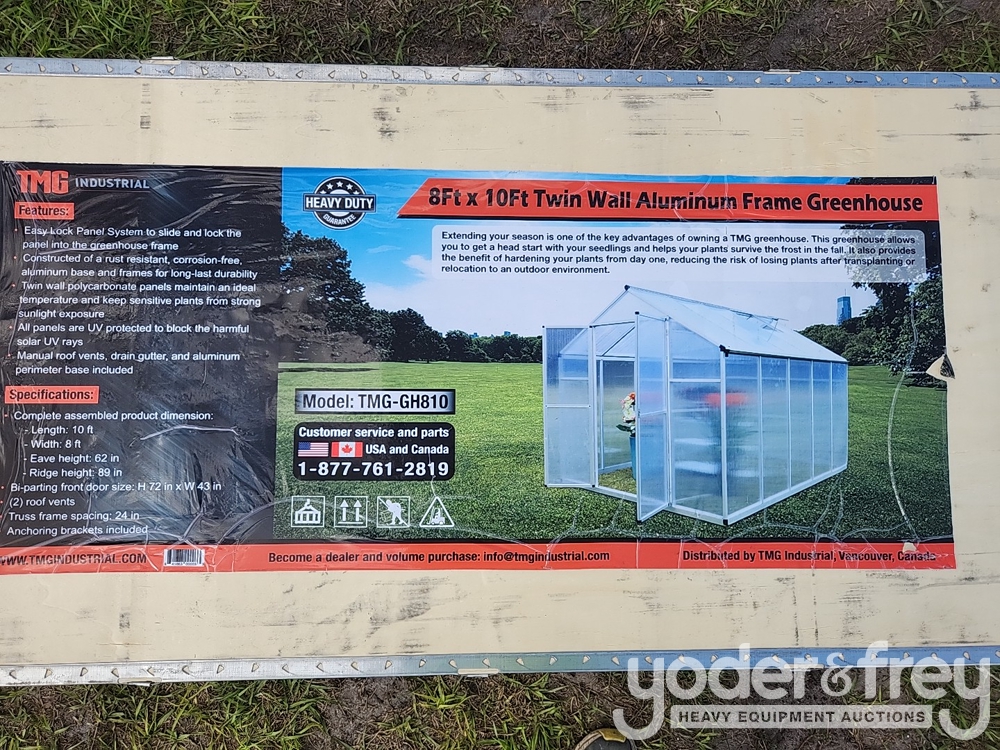 TMG INDUSTRIAL
Features:
· Easy Lock Panel System to slide and lock the
panel into the greenhouse frame
· Constructed of a rust resistant, corrosion-free,
aluminum base and frames for long-last durability
· Twin wall polycarbonate panels maintain an ideal
temperature and keep sensitive plants from strong
sunlight exposure
· All panels are UV protected to block the harmful
solar UV rays
· Manual roof vents, drain gutter, and aluminum
perimeter base included
Specifications:
- Complete assembled product dimension:
- Length: 10 ft
- Width: 8 ft
- Eave height: 62 in
- Ridge height: 89 in
- Bi-parting front door size: H 72 in x W 43 in
- (2) roof vents
Truss frame spacing: 24 in
Anchoring brackets included
WWW.TMGINDUSTRIAL.COM
HEAVY DUTY
GUARANTEE
8Ft x 10Ft Twin Wall Aluminum Frame Greenhouse
Extending your season is one of the key advantages of owning a TMG greenhouse. This greenhouse allows
you to get a head start with your seedlings and helps your plants survive the frost in the fall. It also provides
the benefit of hardening your plants from day one, reducing the risk of losing plants after transplanting or
relocation to an outdoor environment.
Model: TMG-GH810
Customer service and parts
USA and Canada
1-877-761-2819
Become a dealer and volume purchase: info@tmgindustrial.com
Distributed by TMG Industrial, Vancouver, Canada
yoder&frey
HEAVY EQUIPMENT AUCTIONS